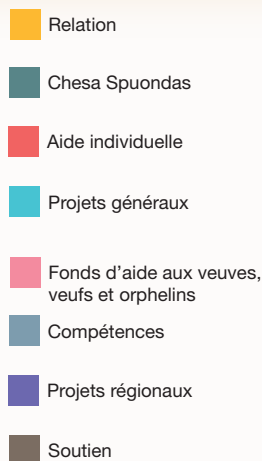 Relation
Chesa Spuondas
Aide individuelle
Projets généraux
Fonds d’aide aux veuves,
veufs et orphelins
Compétences
Projets régionaux
Soutien